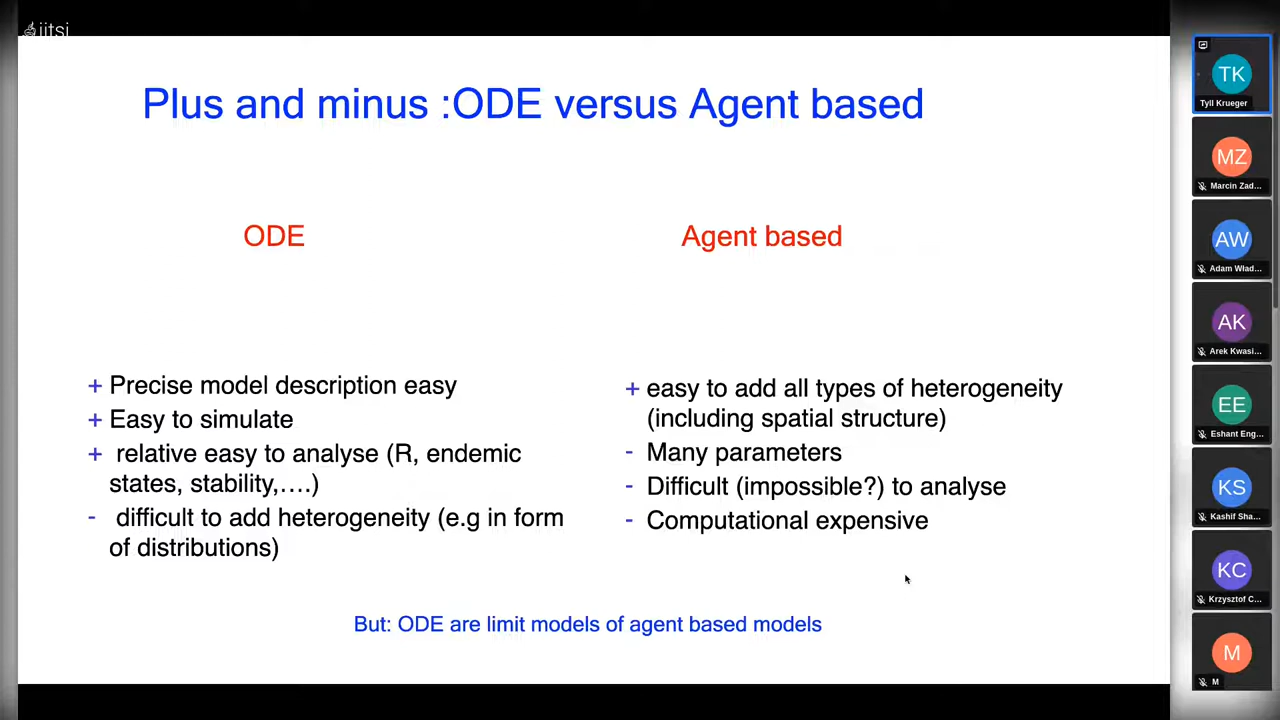 jitsi
Plus and minus :ODE versus Agent based
ODE
+ Precise model description easy
+ Easy to simulate
+ relative easy to analyse (R, endemic
states, stability,....)
- difficult to add heterogeneity (e.g in form
of distributions)
Agent based
+ easy to add all types of heterogeneity
(including spatial structure)
- Many parameters
- Difficult (impossible?) to analyse
- Computational expensive
But: ODE are limit models of agent based models
TK
Tyll Krueger
MZ
Marcin Zad...
AW
Adam Wład...
AK
Arek Kwasi...
EE
Eshant Eng...
KS
Kashif Sha...
KC
Krzysztof C...
M
M